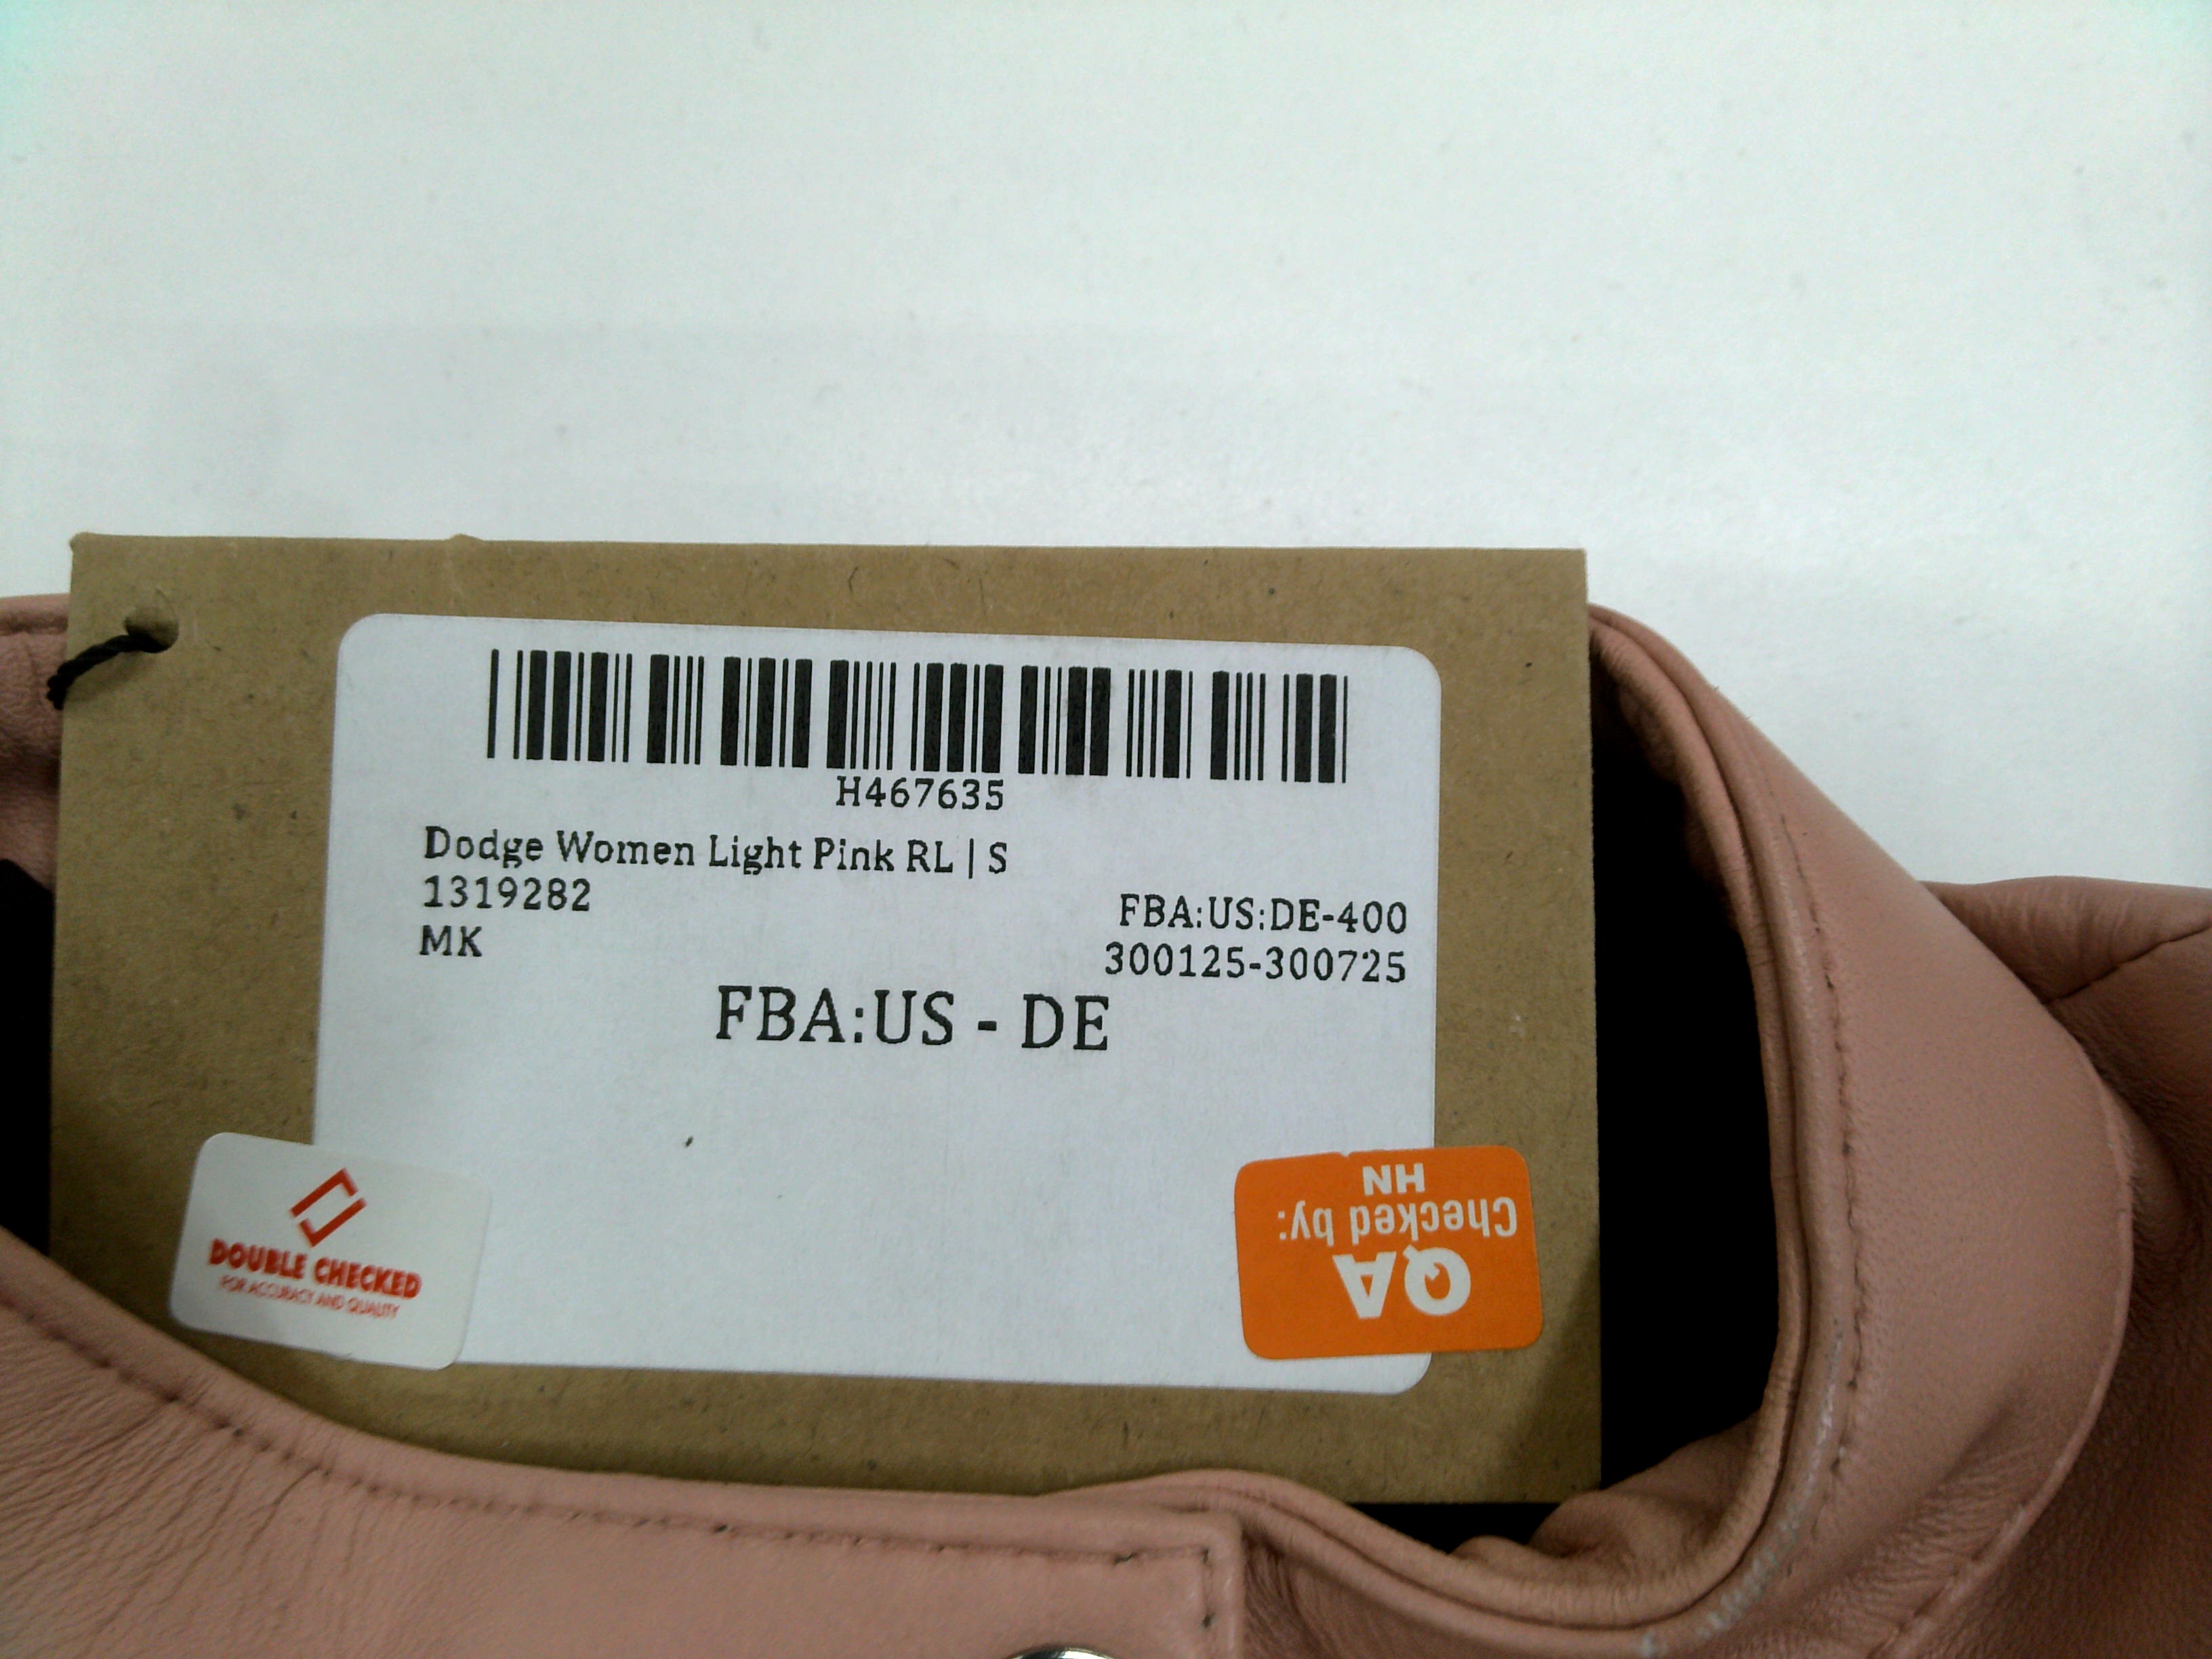 H467635
Dodge Women Light Pink RL | S
1319282
FBA:US:DE-400
MK
300125-300725
FBA:US - DE
DOUBLE CHECKED
FOR ACCURACY AND QUALITY
QA
Checked by:
HN